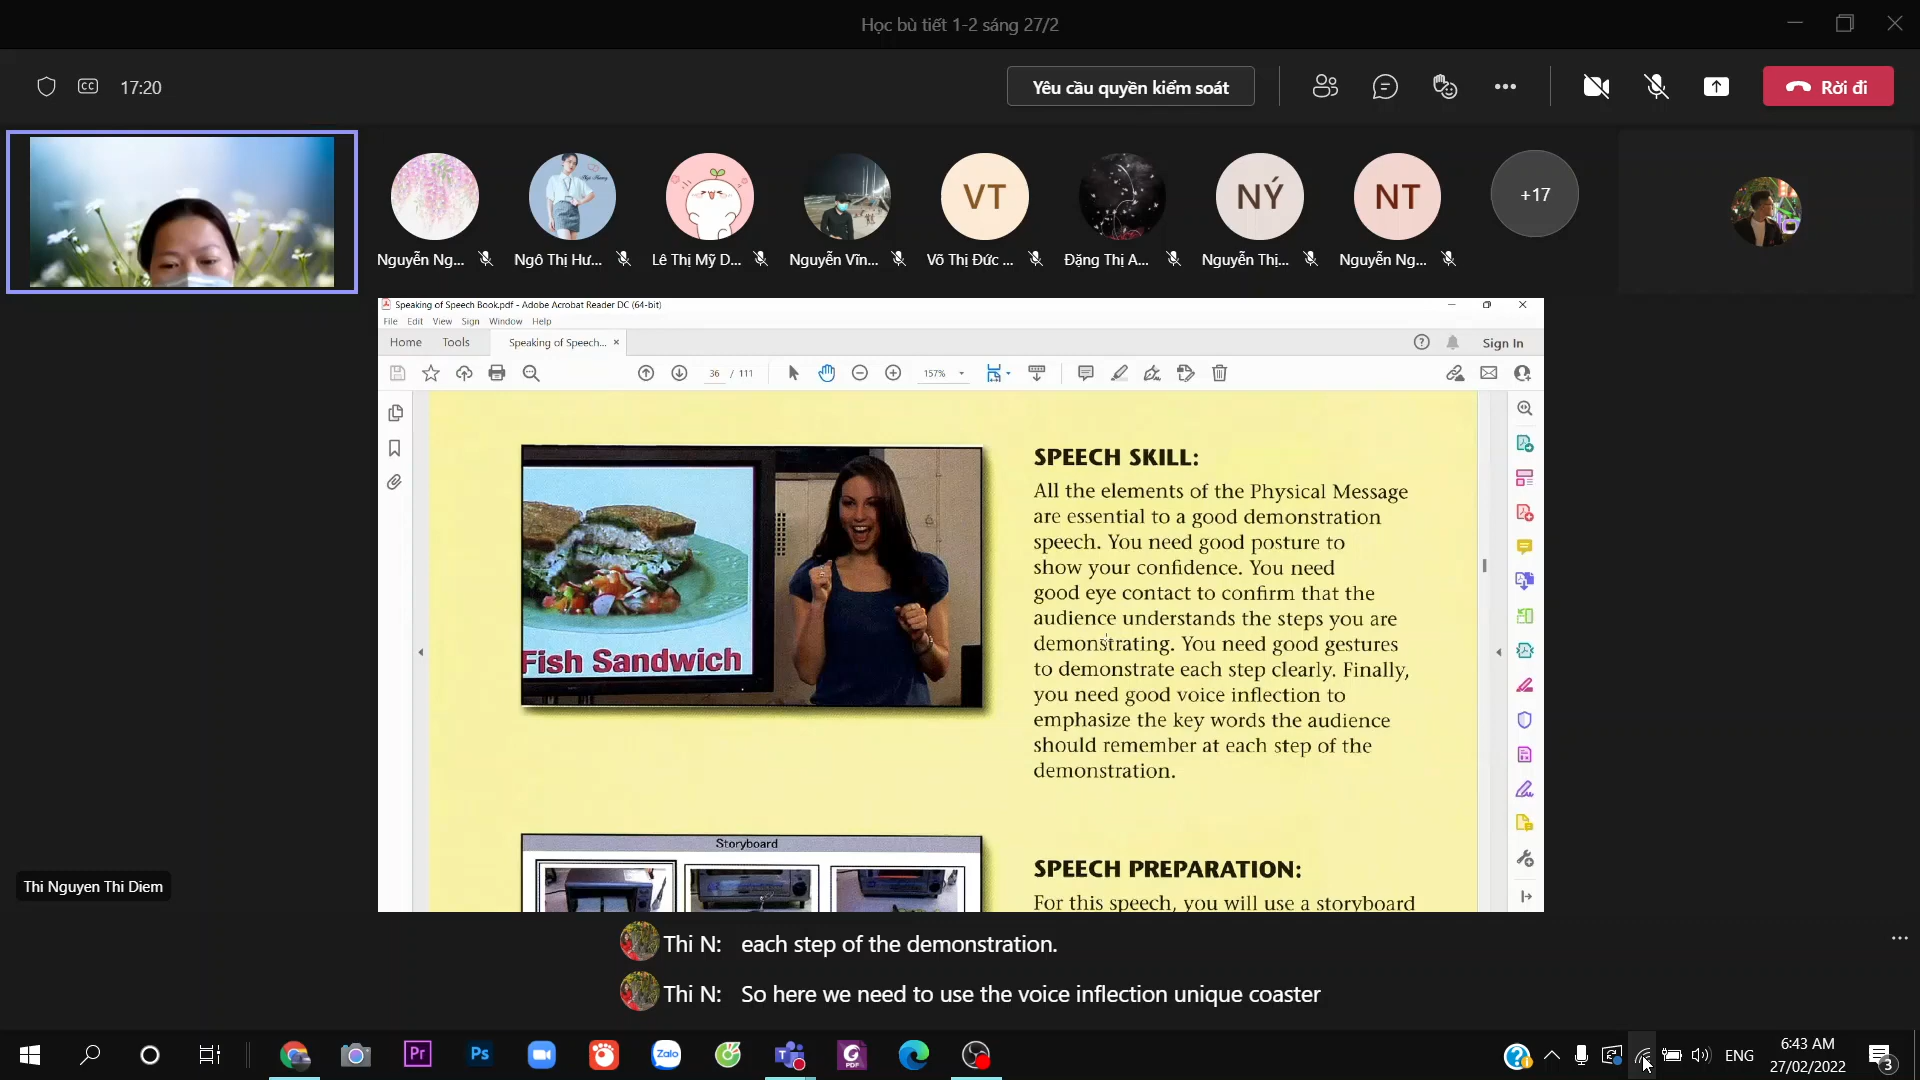 Học bù tiết 1-2 sáng 27/2
CC
17:20
Yêu cầu quyền kiểm soát
Rời đi
VT
NÝ
NT
+17
Nguyễn Ng...
Ngô Thị Hư...
Lê Thị Mỹ D...
Nguyễn Vĩn...
Võ Thị Đức ...
Đặng Thị A...
Nguyễn Thị...
Nguyễn Ng...
Speaking of Speech Book.pdf - Adobe Acrobat Reader DC (64-bit)
File Edit View Sign Window Help
Home Tools Speaking of Speech... ×
Sign In
36 / 111
157%
Fish Sandwich
SPEECH SKILL:
All the elements of the Physical Message
are essential to a good demonstration
speech. You need good posture to
show your confidence. You need
good eye contact to confirm that the
audience understands the steps you are
demonstrating. You need good gestures
to demonstrate each step clearly. Finally,
you need good voice inflection to
emphasize the key words the audience
should remember at each step of the
demonstration.
Storyboard
SPEECH PREPARATION:
For this speech, you will use a storyboard
Thi Nguyen Thi Diem
Thi N: each step of the demonstration.
Thi N: So here we need to use the voice inflection unique coaster
Pr
Ps
Zalo
PDF
ENG
6:43 AM
27/02/2022
3